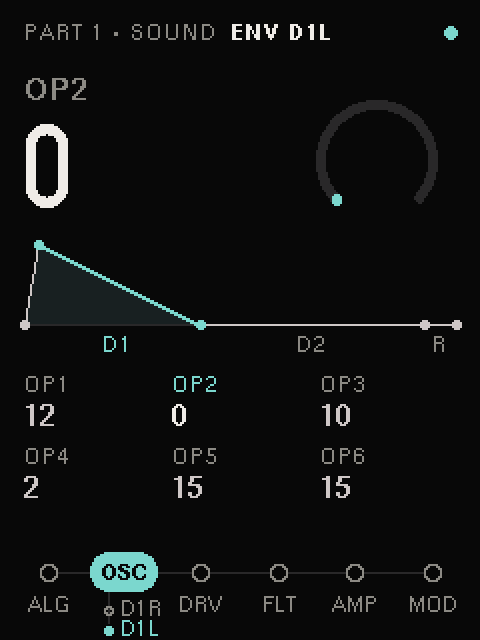 PART 1 · SOUND ENV D1L
OP2
0
D1 D2 R
OP1 OP2 OP3
12 0 10
OP4 OP5 OP6
2 15 15
OSC
ALG DRV FLT AMP MOD
D1R
D1L